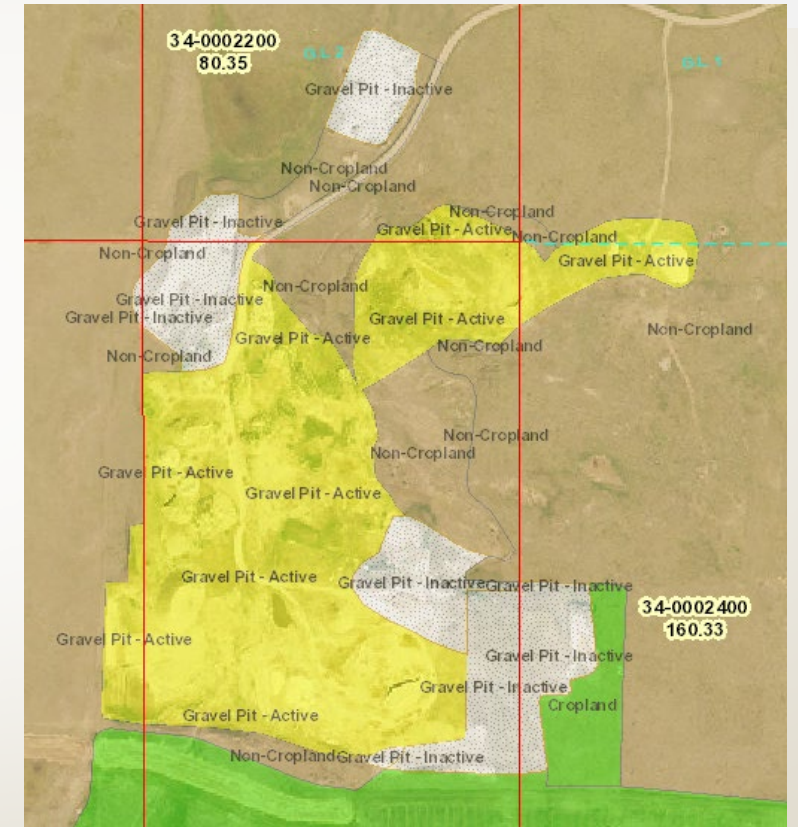 34-0002200
80.35
GL 2
GL 1
Gravel Pit - Inactive
Non-Cropland
Non-Cropland
Non-Cropland
Gravel Pit - Inactive
Gravel Pit - Active
Non-Cropland
Non-Cropland
Gravel Pit - Active
Non-Cropland
Gravel Pit - Inactive
Gravel Pit - Inactive
Gravel Pit - Active
Non-Cropland
Gravel Pit - Active
Non-Cropland
Non-Cropland
Non-Cropland
Non-Cropland
Gravel Pit - Active
Gravel Pit - Active
Gravel Pit - Active
Gravel Pit - Inactive
Gravel Pit - Inactive
34-0002400
160.33
Gravel Pit - Active
Gravel Pit - Inactive
Gravel Pit - Inactive
Cropland
Gravel Pit - Active
Non-Cropland
Gravel Pit - Inactive